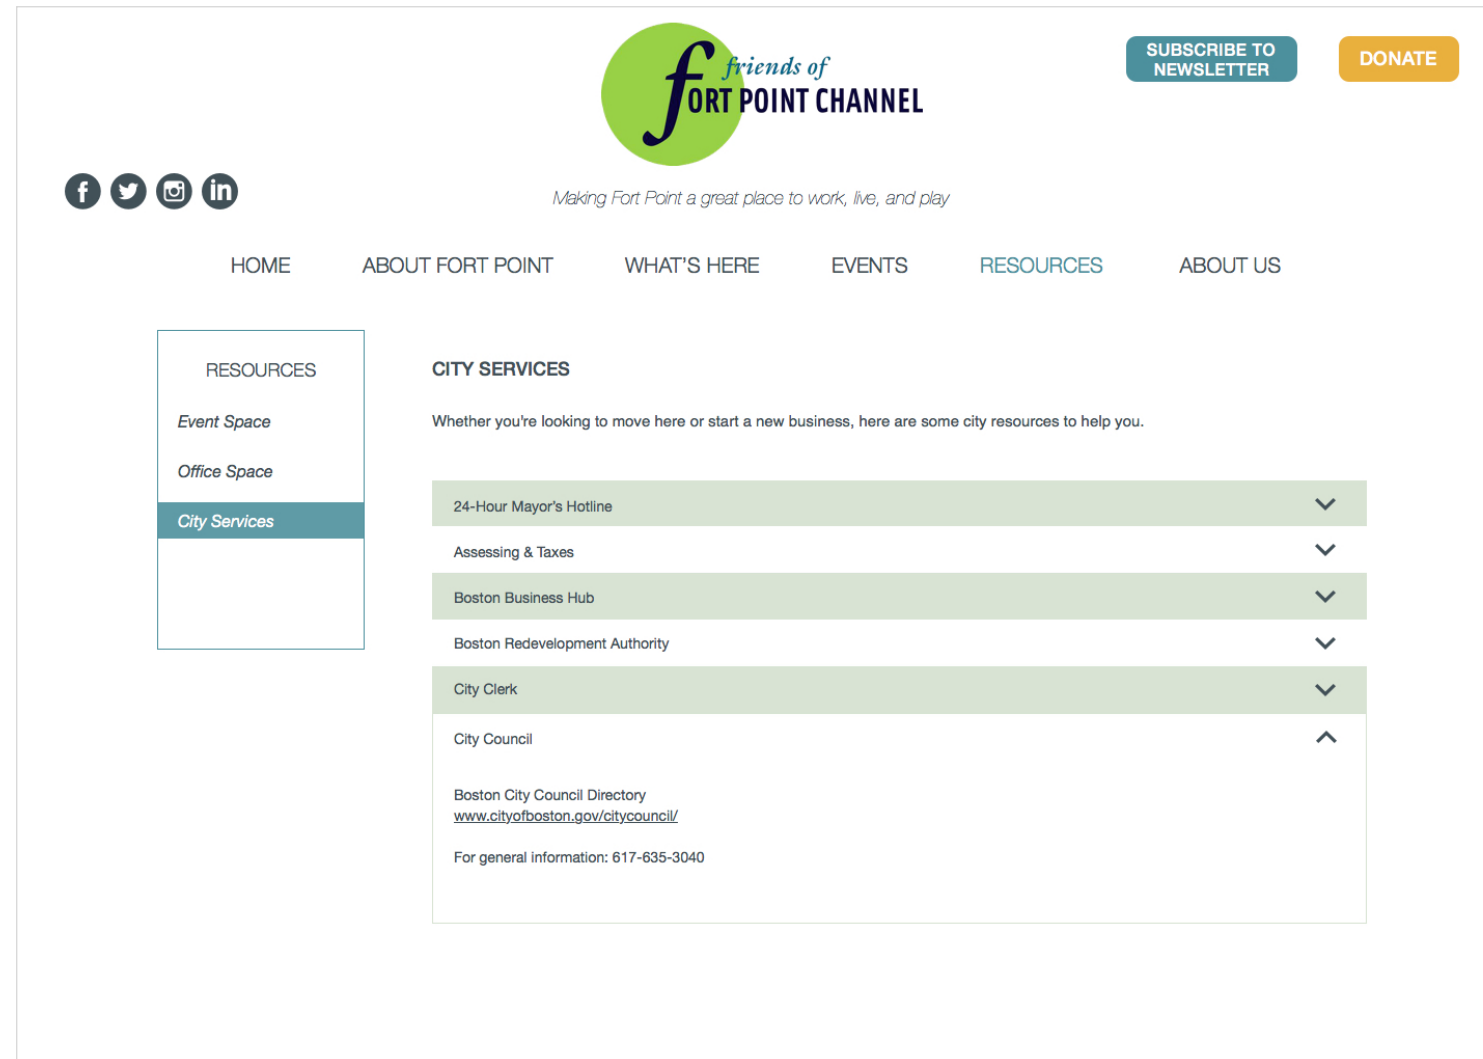 friends of
FORT POINT CHANNEL
SUBSCRIBE TO
NEWSLETTER
DONATE
Making Fort Point a great place to work, live, and play
HOME ABOUT FORT POINT WHAT'S HERE EVENTS RESOURCES ABOUT US
RESOURCES
Event Space
Office Space
City Services
CITY SERVICES
Whether you're looking to move here or start a new business, here are some city resources to help you.
24-Hour Mayor's Hotline
Assessing & Taxes
Boston Business Hub
Boston Redevelopment Authority
City Clerk
City Council
Boston City Council Directory
www.cityofboston.gov/citycouncil/
For general information: 617-635-3040